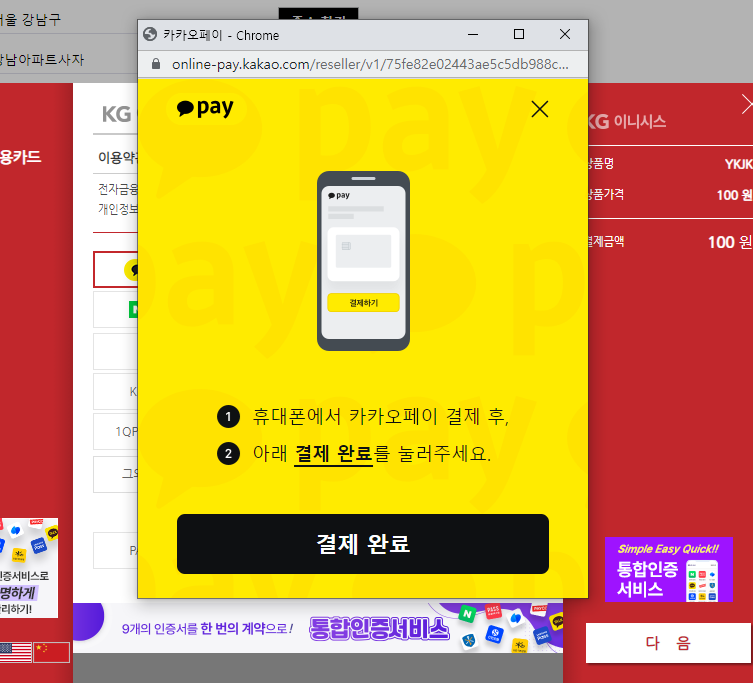 서울 강남구
강남아파트사자
카카오페이 - Chrome
online-pay.kakao.com/reseller/v1/75fe82e02443ae5c5db988c...
pay
pay
결제하기
1 휴대폰에서 카카오페이 결제 후,
2 아래 결제 완료를 눌러주세요.
결제 완료
KG
이용약
전자금융
개인정보
용카드
1QP
KG 이니시스
상품명 YKJK
상품가격 100 원
결제금액 100 원
Simple Easy Quick!!
통합인증
서비스
다 음
인증서비스로
명하게
리하기!
9개의 인증서를 한 번의 계약으로! 통합인증서비스